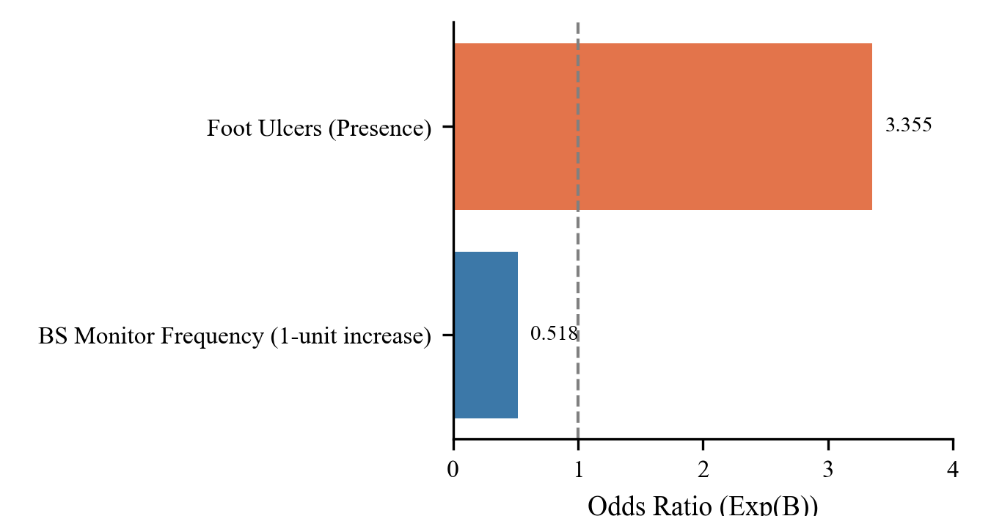 Foot Ulcers (Presence)
3.355
BS Monitor Frequency (1-unit increase)
0.518
0 1 2 3 4
Odds Ratio (Exp(B))